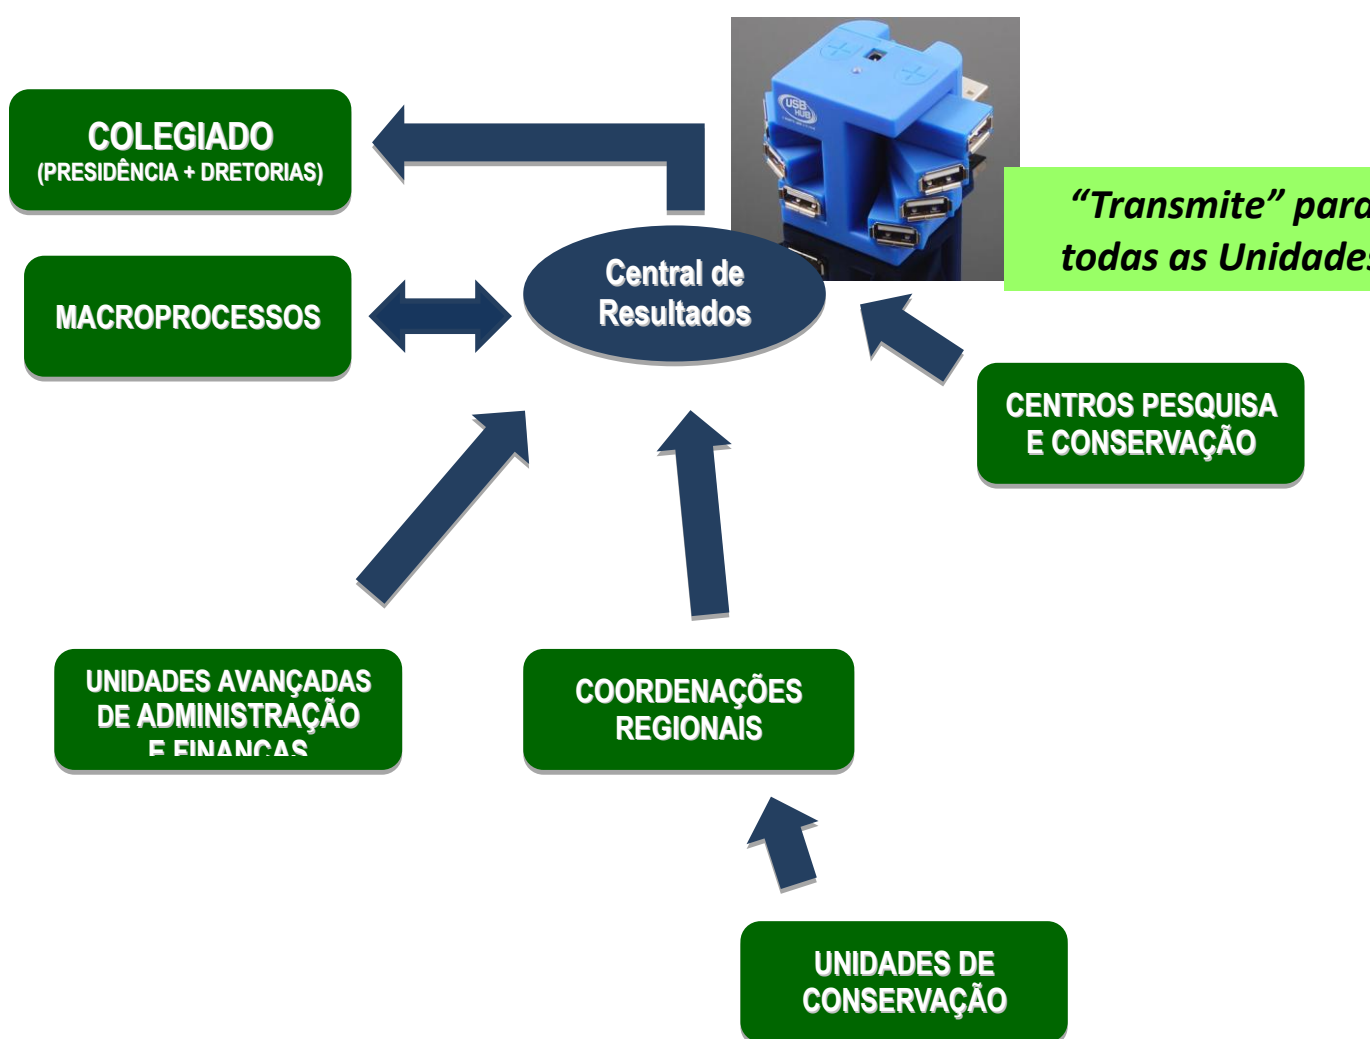 COLEGIADO
(PRESIDÊNCIA + DRETORIAS)
USB
HUB
“Transmite” para
todas as Unidades
Central de
Resultados
MACROPROCESSOS
CENTROS PESQUISA
E CONSERVAÇÃO
UNIDADES AVANÇADAS
DE ADMINISTRAÇÃO
E FINANÇAS
COORDENAÇÕES
REGIONAIS
UNIDADES DE
CONSERVAÇÃO